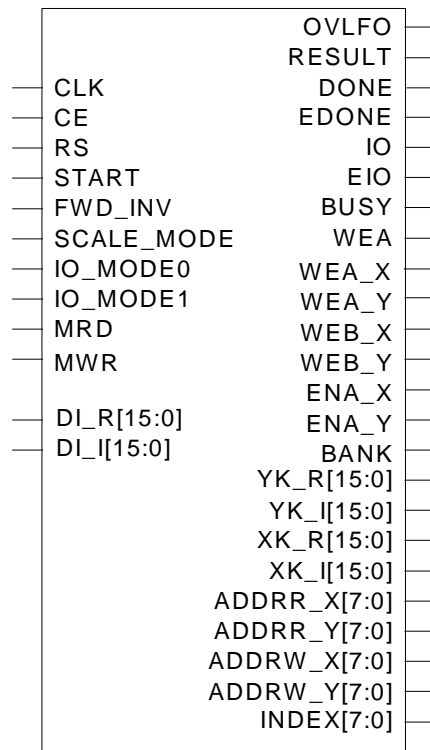 OVLFO
RESULT
CLK DONE
CE EDONE
RS IO
START EIO
FWD_INV BUSY
SCALE_MODE WEA
IO_MODE0 WEA_X
IO_MODE1 WEA_Y
MRD WEB_X
MWR WEB_Y
ENA_X
DI_R[15:0] ENA_Y
DI_I[15:0] BANK
YK_R[15:0]
YK_I[15:0]
XK_R[15:0]
XK_I[15:0]
ADDRR_X[7:0]
ADDRR_Y[7:0]
ADDRW_X[7:0]
ADDRW_Y[7:0]
INDEX[7:0]